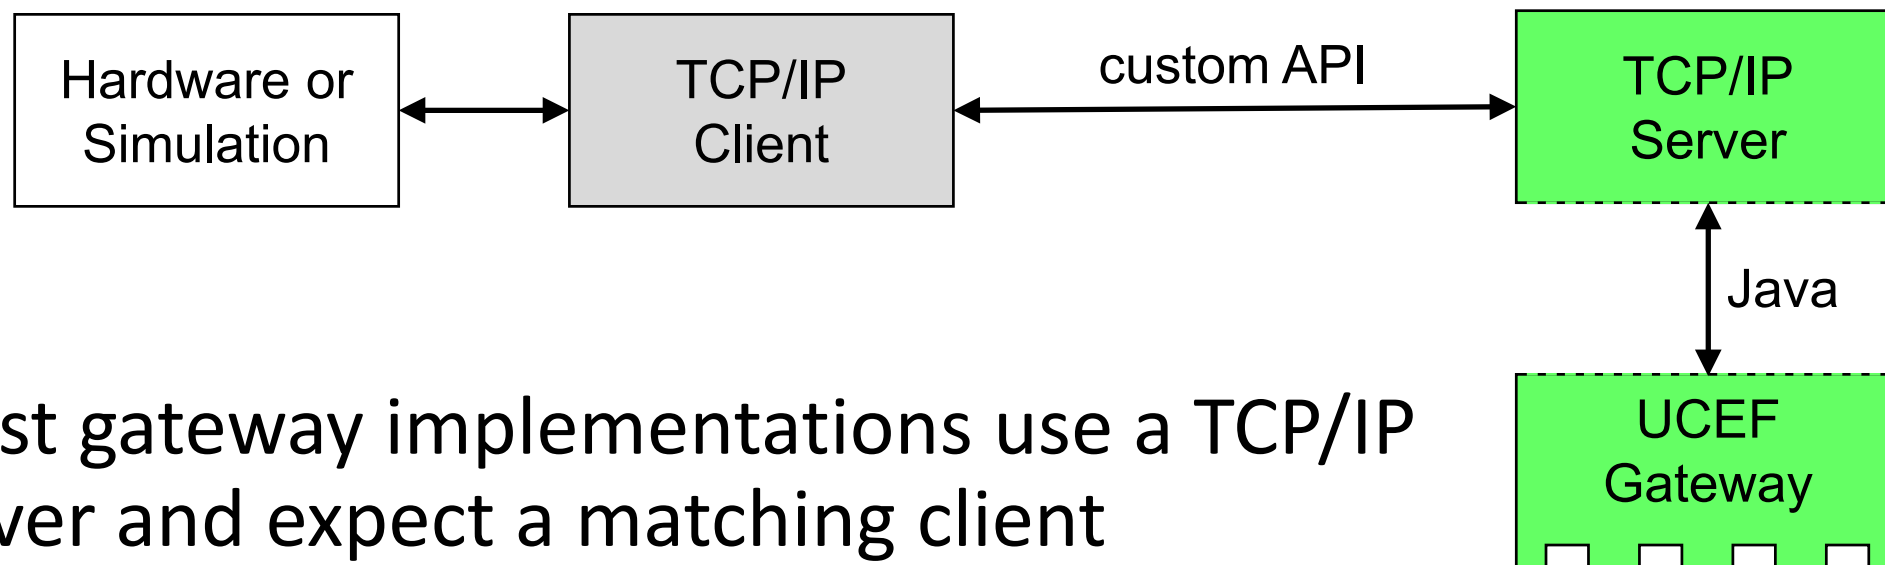 Hardware or
Simulation
TCP/IP
Client
custom API
TCP/IP
Server
Java
st gateway implementations use a TCP/IP
ver and expect a matching client
UCEF
Gateway